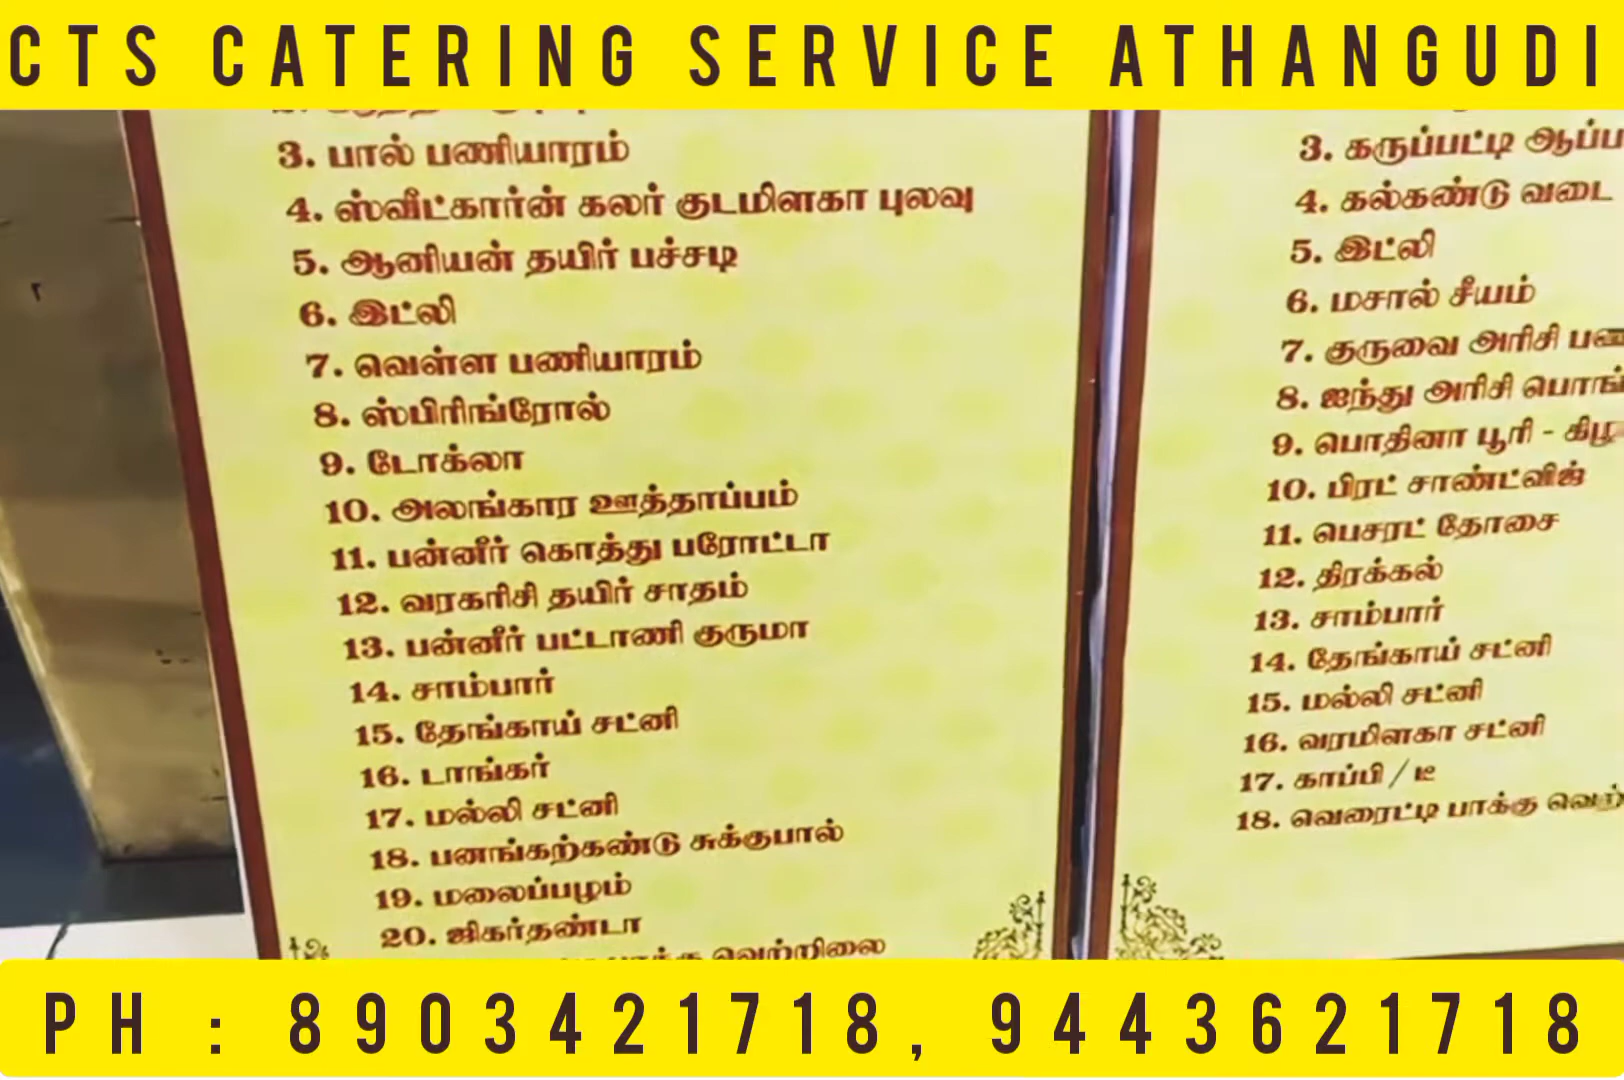 CTS CATERING SERVICE ATHANGUDI
3. பால் பணியாரம்
4. ஸ்வீட்கார்ன் கலர் குடமிளகா புலவு
5. ஆனியன் தயிர் பச்சடி
6. இட்லி
7. வெள்ள பணியாரம்
8. ஸ்பிரிங்ரோல்
9. டோக்லா
10. அலங்கார ஊத்தாப்பம்
11. பன்னீர் கொத்து பரோட்டா
12. வரகரிசி தயிர் சாதம்
13. பன்னீர் பட்டாணி குருமா
14. சாம்பார்
15. தேங்காய் சட்னி
16. டாங்கர்
17. மல்லி சட்னி
18. பனங்கற்கண்டு சுக்குபால்
19. மலைப்பழம்
20. ஜிகர்தண்டா
பாக்கு வெற்றிலை
3. கருப்பட்டி
4. கல்கண்டு வடை
5. இட்லி
6. மசால் சீயம்
7. குருவை அரிசி
8. ஐந்து அரிசி
9. பொதினா பூரி -
10. பிரட் சாண்ட்விஜ்
11. பெசரட் தோசை
12. திரக்கல்
13. சாம்பார்
14. தேங்காய் சட்னி
15. மல்லி சட்னி
16. வரமிளகா சட்னி
17. காப்பி / டீ
18. வெரைட்டி பாக்கு
PH : 8903421718, 9443621718